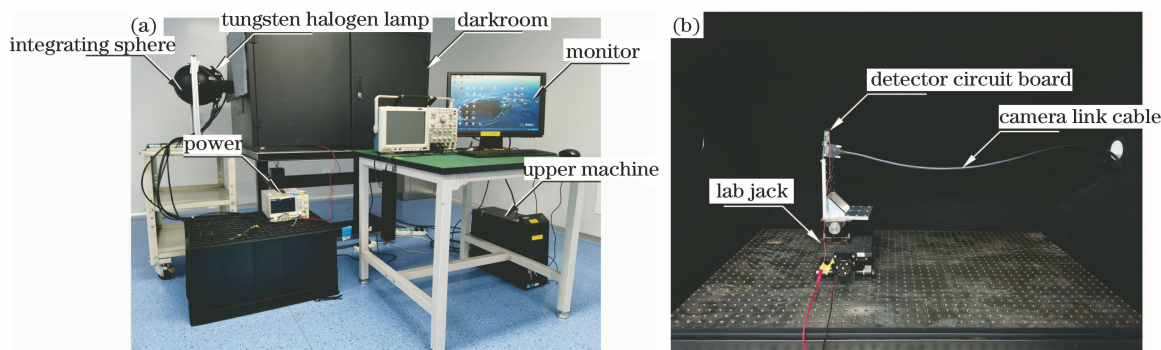 (a)
tungsten halogen lamp
darkroom
integrating sphere
monitor
power
upper machine
(b)
detector circuit board
camera link cable
lab jack